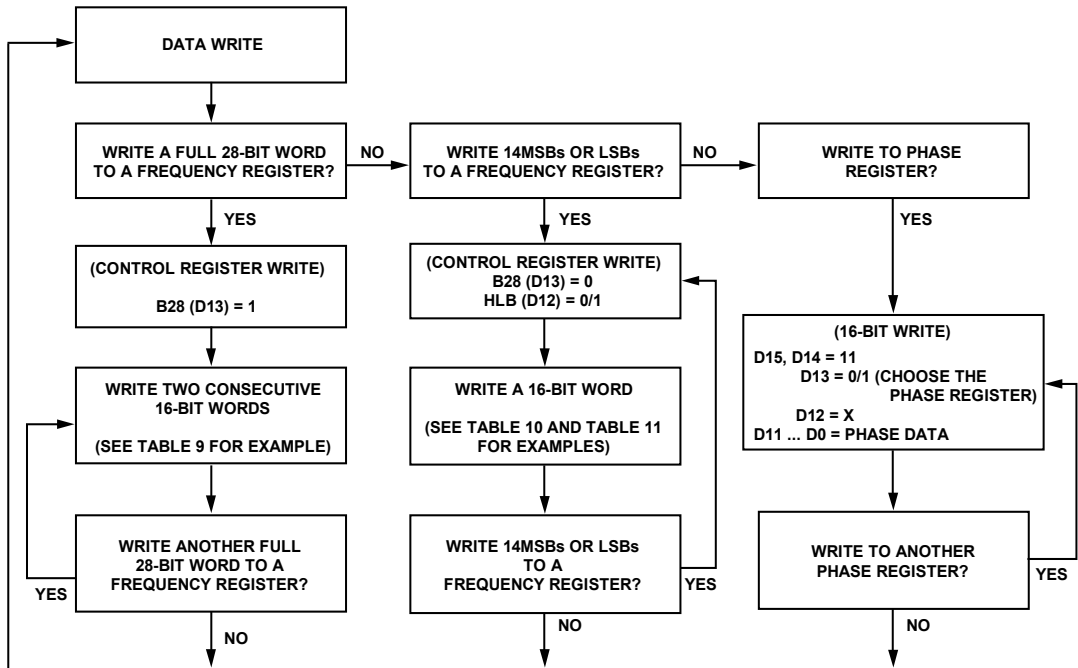 DATA WRITE
WRITE A FULL 28-BIT WORD
TO A FREQUENCY REGISTER?
NO
WRITE 14MSBs OR LSBs
TO A FREQUENCY REGISTER?
NO
WRITE TO PHASE
REGISTER?
YES
YES
YES
(CONTROL REGISTER WRITE)
B28 (D13) = 1
(CONTROL REGISTER WRITE)
B28 (D13) = 0
HLB (D12) = 0/1
(16-BIT WRITE)
D15, D14 = 11
D13 = 0/1 (CHOOSE THE
PHASE REGISTER)
D12 = X
D11 ... D0 = PHASE DATA
WRITE TWO CONSECUTIVE
16-BIT WORDS
(SEE TABLE 9 FOR EXAMPLE)
WRITE A 16-BIT WORD
(SEE TABLE 10 AND TABLE 11
FOR EXAMPLES)
WRITE ANOTHER FULL
28-BIT WORD TO A
FREQUENCY REGISTER?
YES
NO
WRITE 14MSBs OR LSBs
TO A
FREQUENCY REGISTER?
YES
NO
WRITE TO ANOTHER
PHASE REGISTER?
YES
NO